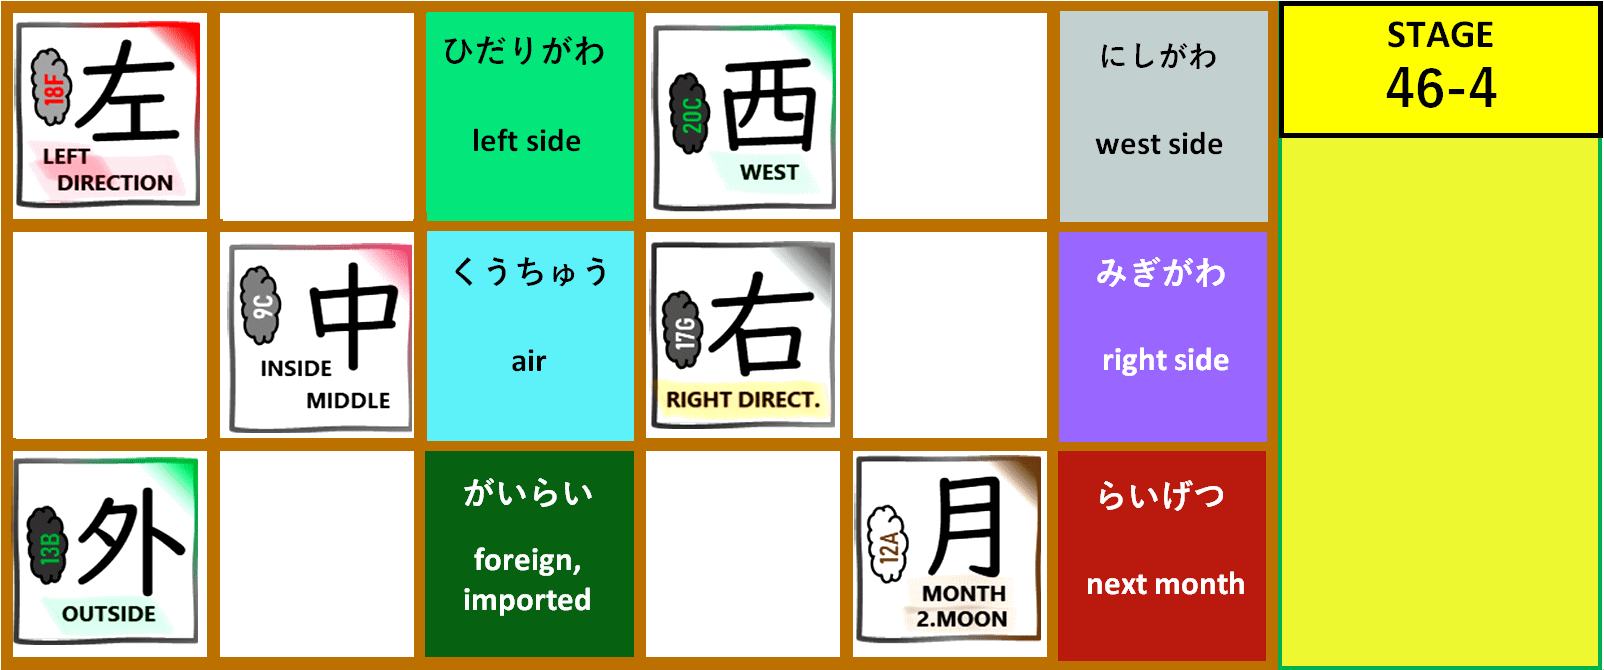 18F
左
LEFT
DIRECTION
ひだりがわ
left side
20C
西
WEST
にしがわ
west side
STAGE
46-4
9C
中
INSIDE
MIDDLE
くうちゅう
air
17G
右
RIGHT DIRECT.
みぎがわ
right side
13B
外
OUTSIDE
がいらい
foreign,
imported
12A
月
MONTH
2.MOON
らいげつ
next month